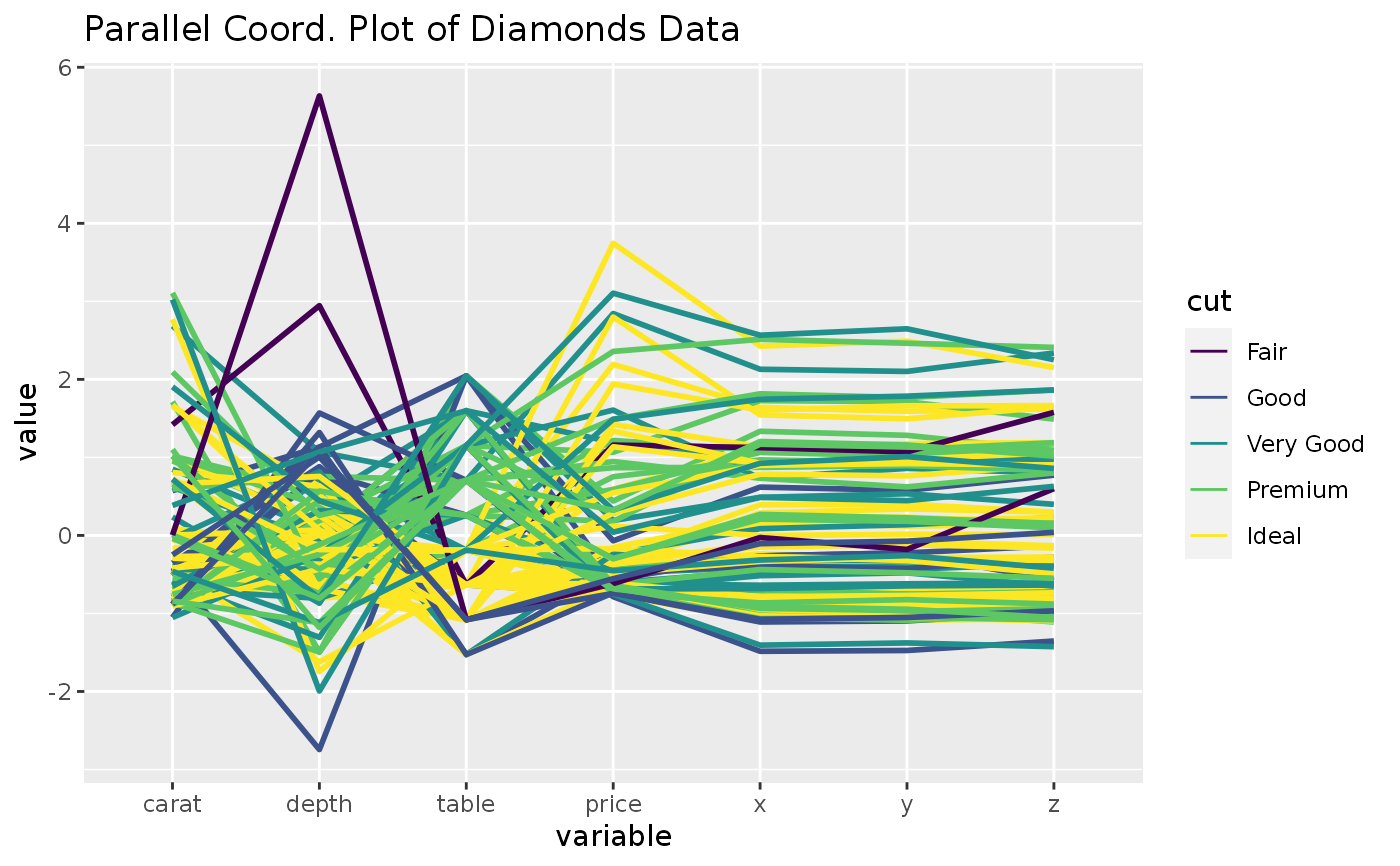 Parallel Coord. Plot of Diamonds Data
6
4
2
0
-2
value
carat depth table price x y z
variable
cut
Fair
Good
Very Good
Premium
Ideal